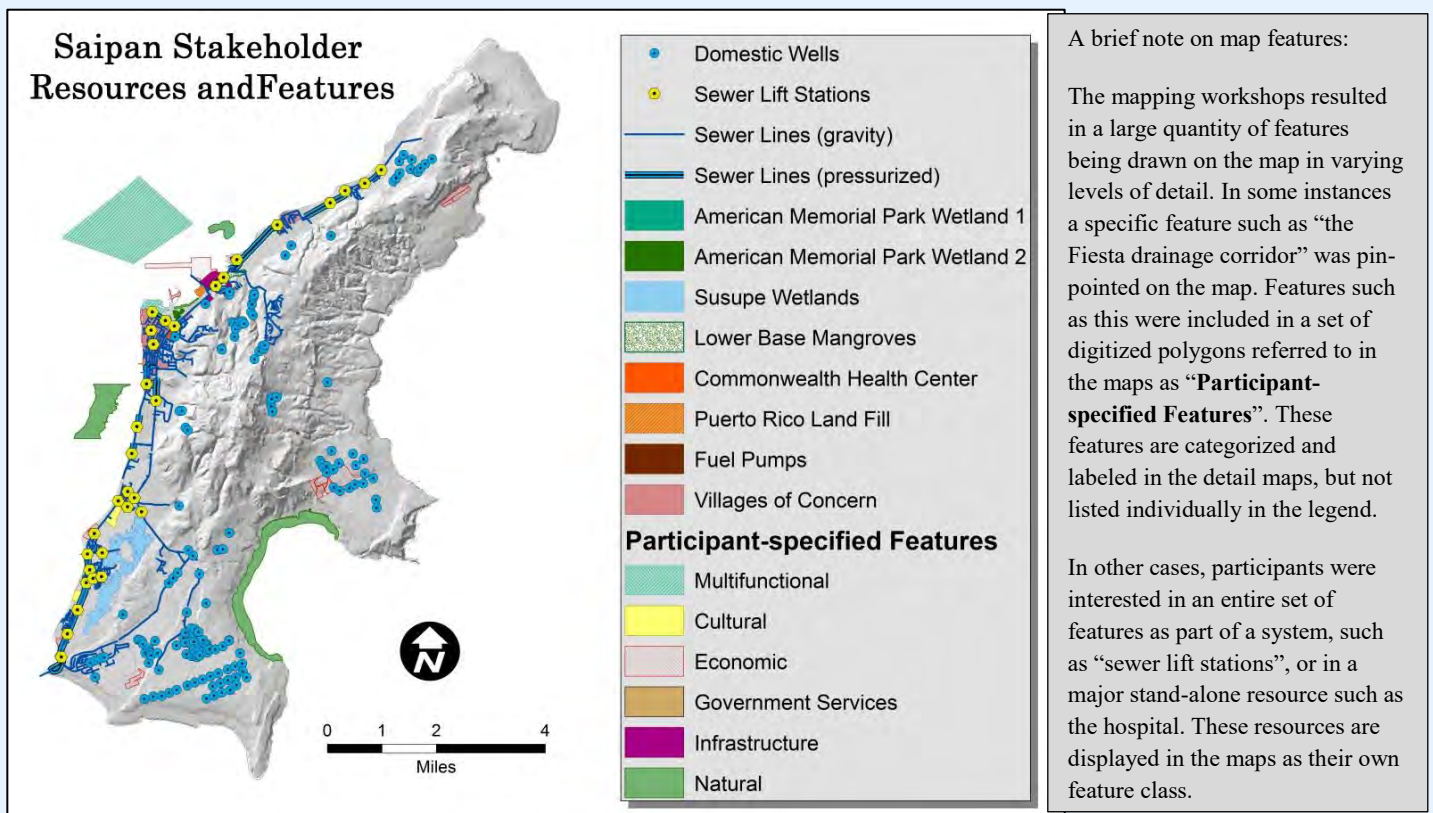 Saipan Stakeholder
Resources andFeatures
Domestic Wells
Sewer Lift Stations
Sewer Lines (gravity)
Sewer Lines (pressurized)
American Memorial Park Wetland 1
American Memorial Park Wetland 2
Susupe Wetlands
Lower Base Mangroves
Commonwealth Health Center
Puerto Rico Land Fill
Fuel Pumps
Villages of Concern
Participant-specified Features
Multifunctional
Cultural
Economic
Government Services
Infrastructure
Natural
N
0 1 2 4
Miles
A brief note on map features:
The mapping workshops resulted
in a large quantity of features
being drawn on the map in varying
levels of detail. In some instances
a specific feature such as “the
Fiesta drainage corridor” was pin-
pointed on the map. Features such
as this were included in a set of
digitized polygons referred to in
the maps as “Participant-
specified Features”. These
features are categorized and
labeled in the detail maps, but not
listed individually in the legend.
In other cases, participants were
interested in an entire set of
features as part of a system, such
as “sewer lift stations”, or in a
major stand-alone resource such as
the hospital. These resources are
displayed in the maps as their own
feature class.